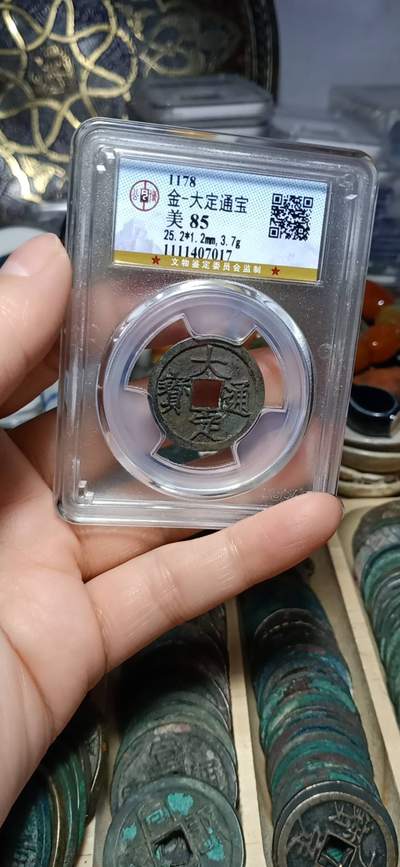 1178
金-大定通宝
美 85
25.2*1.2mm,3.7g
1111407017
★ 文物鉴定委员会监制 ★
大定通寶